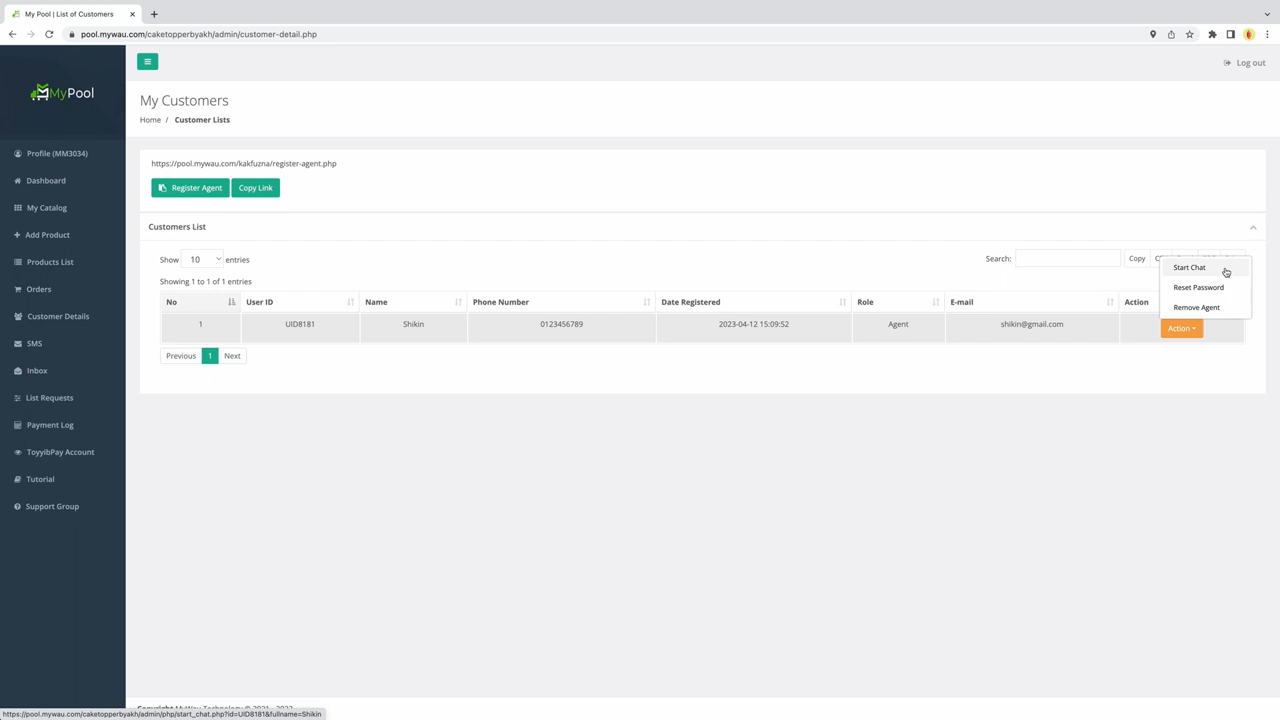 My Pool | List of Customers
pool.mywau.com/caketopperbyakh/admin/customer-detail.php
MyPool
Log out
My Customers
Home / Customer Lists
Profile (MM3034)
Dashboard
My Catalog
Add Product
Products List
Orders
Customer Details
SMS
Inbox
List Requests
Payment Log
ToyyibPay Account
Tutorial
Support Group
https://pool.mywau.com/kakfuzna/register-agent.php
Register Agent Copy Link
Customers List
Show 10 entries
Search: Copy
Showing 1 to 1 of 1 entries
Start Chat
Reset Password
Remove Agent
No User ID Name Phone Number Date Registered Role E-mail Action
1 UID8181 Shikin 0123456789 2023-04-12 15:09:52 Agent shikin@gmail.com
Action
Previous 1 Next
https://pool.mywau.com/caketopperbyakh/admin/php/start_chat.php?id=UID8181&fullname=Shikin